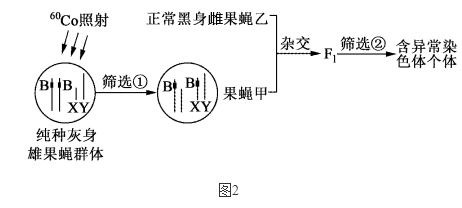 ⁶⁰Co照射
正常黑身雌果蝇乙
杂交
F₁
筛选②
含异常染
色体个体
B
B
XY
筛选①
B
B
XY
果蝇甲
纯种灰身
雄果蝇群体
图2